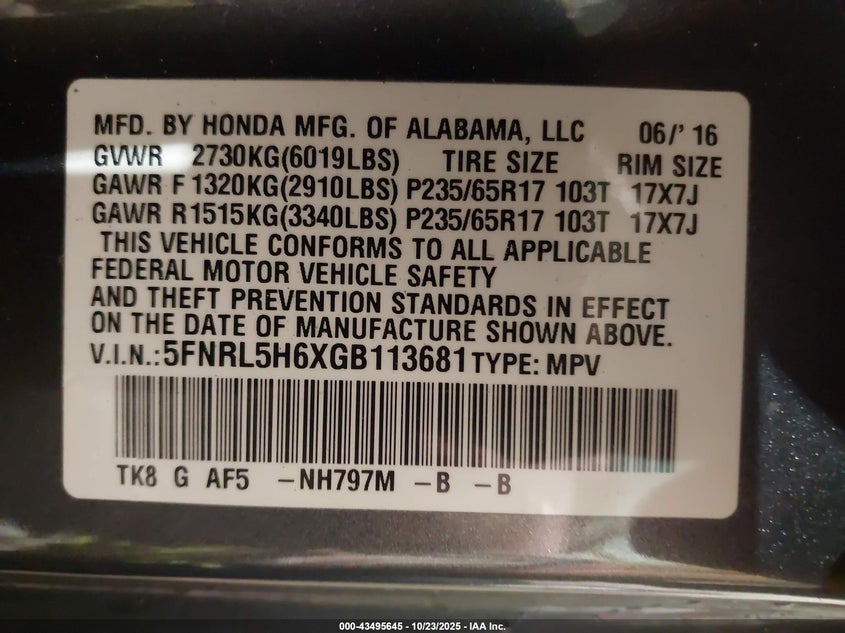 MFD. BY HONDA MFG. OF ALABAMA, LLC 06/' 16
GVWR 2730KG(6019LBS) TIRE SIZE RIM SIZE
GAWR F 1320KG(2910LBS) P235/65R17 103T 17X7J
GAWR R1515KG(3340LBS) P235/65R17 103T 17X7J
THIS VEHICLE CONFORMS TO ALL APPLICABLE
FEDERAL MOTOR VEHICLE SAFETY
AND THEFT PREVENTION STANDARDS IN EFFECT
ON THE DATE OF MANUFACTURE SHOWN ABOVE.
V.I.N.:5FNRL5H6XGB113681 TYPE: MPV
TK8 G AF5 -NH797M -B -B
000-43495645 - 10/23/2025 - IAA Inc.